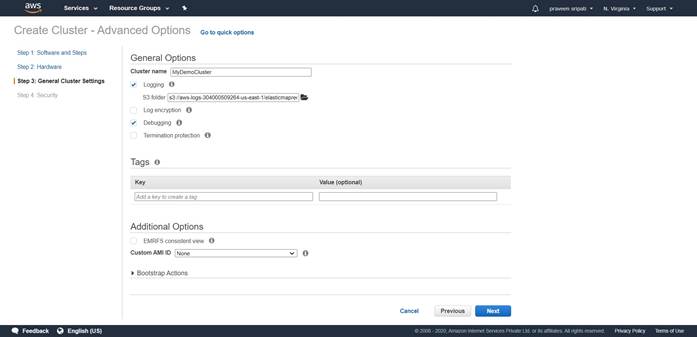 aws Services Resource Groups praveen sripati N. Virginia Support
Create Cluster - Advanced Options Go to quick options
Step 1: Software and Steps
Step 2: Hardware
Step 3: General Cluster Settings
Step 4: Security
General Options
Cluster name MyDemoCluster
Logging
S3 folder s3://aws-logs-304000509264-us-east-1/elasticmapred
Log encryption
Debugging
Termination protection
Tags
Key Value (optional)
Add a key to create a tag
Additional Options
EMRFS consistent view
Custom AMI ID None
Bootstrap Actions
Cancel Previous Next
Feedback English (US) © 2008 - 2020, Amazon Internet Services Private Ltd. or its affiliates. All rights reserved. Privacy Policy Terms of Use